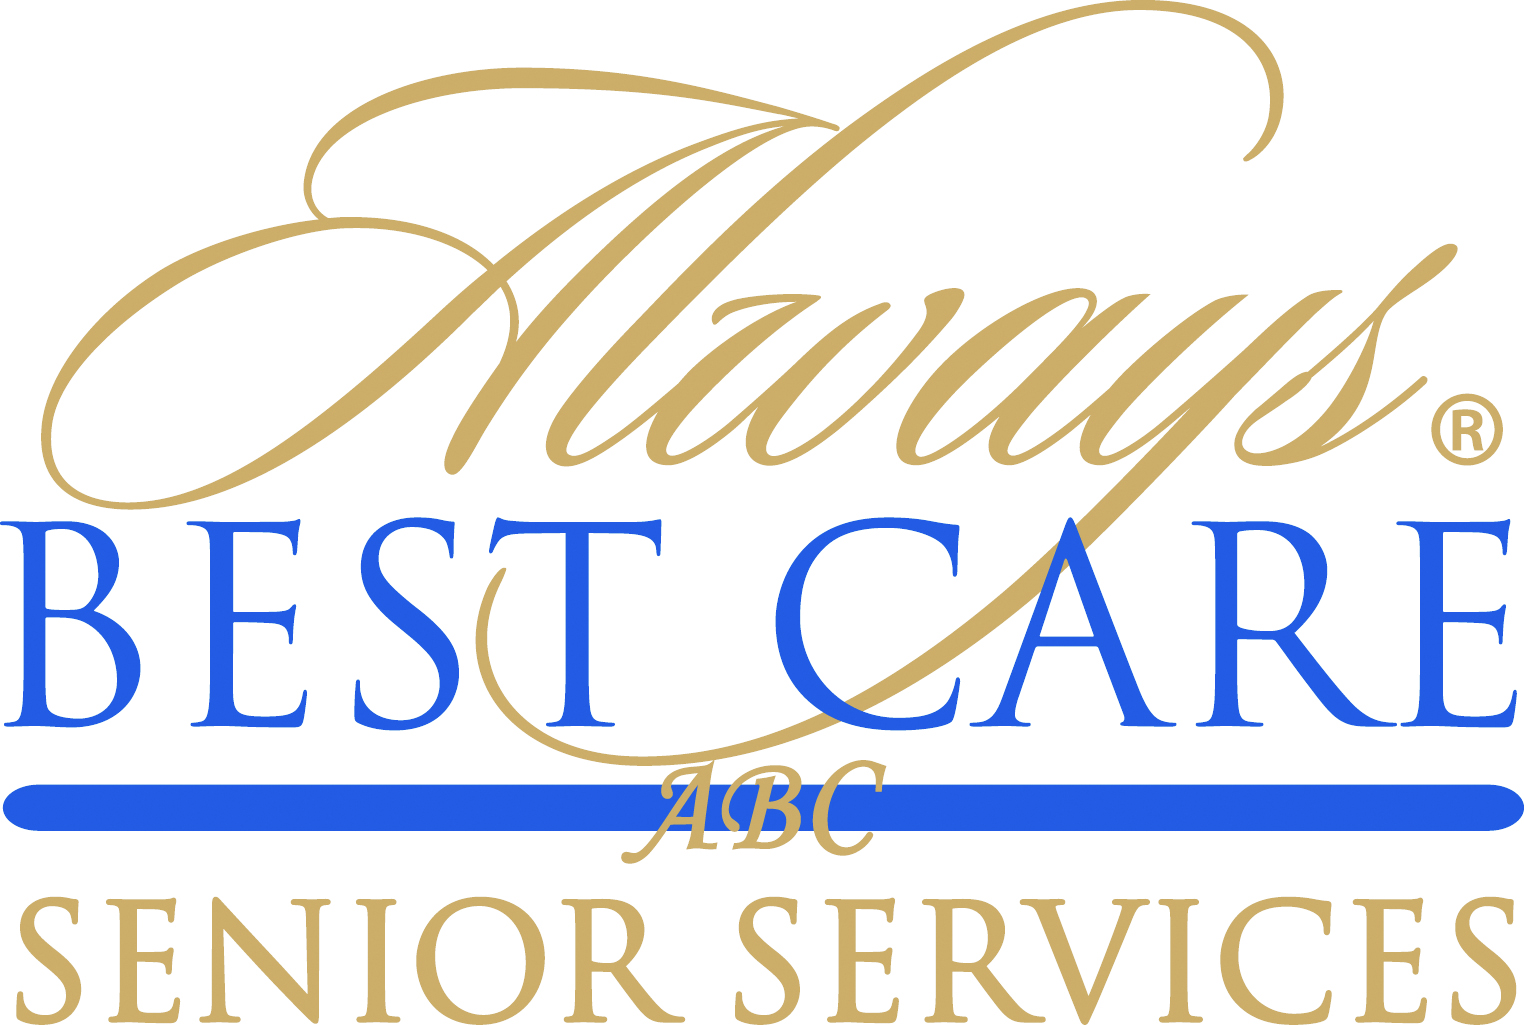 Always®
BEST CARE
ABC
SENIOR SERVICES